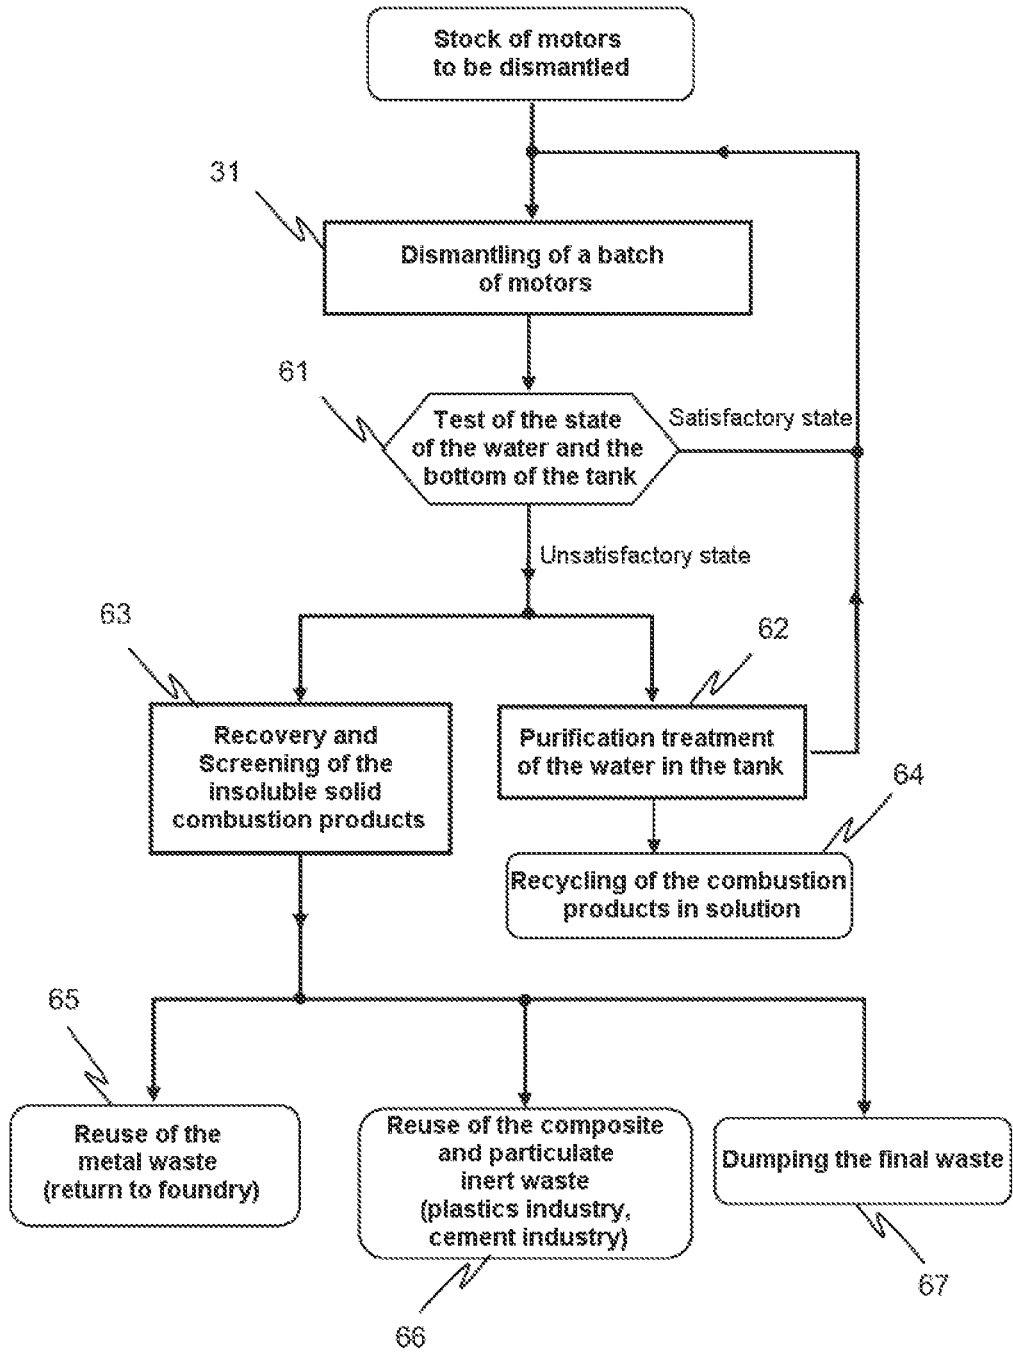 Stock of motors
to be dismantled
31
Dismantling of a batch
of motors
61
Test of the state
of the water and the
bottom of the tank
Satisfactory state
Unsatisfactory state
63
62
Recovery and
Screening of the
insoluble solid
combustion products
Purification treatment
of the water in the tank
64
Recycling of the combustion
products in solution
65
Reuse of the
metal waste
(return to foundry)
Reuse of the composite
and particulate
inert waste
(plastics industry,
cement industry)
Dumping the final waste
67
66